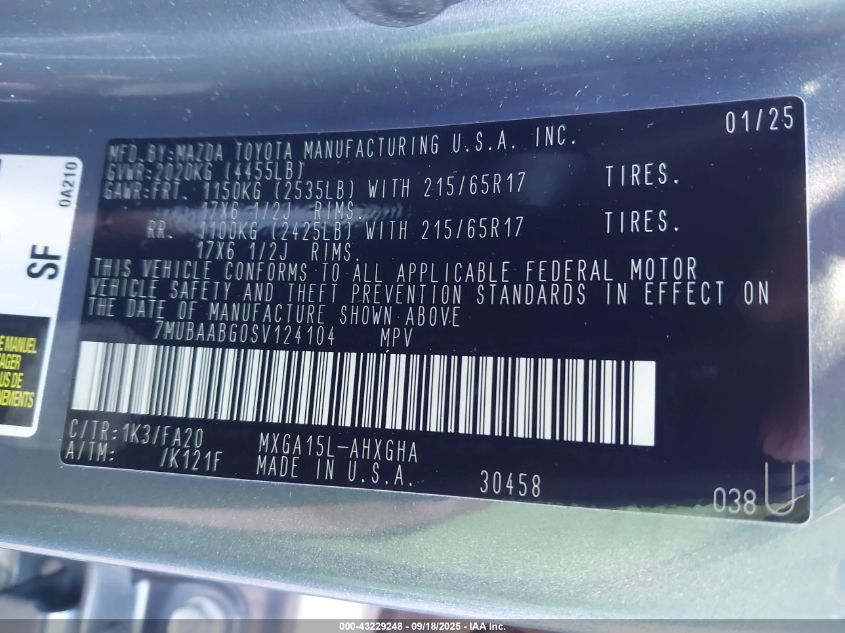 01/25
MFD.BY:MAZDA TOYOTA MANUFACTURING U.S.A. INC.
GVWR:2020KG (4455LB)
GAWR:FRT. 1150KG (2535LB) WITH 215/65R17 TIRES.
17X6 1/2J RIMS.
RR. 1100KG (2425LB) WITH 215/65R17 TIRES.
17X6 1/2J RIMS.
THIS VEHICLE CONFORMS TO ALL APPLICABLE FEDERAL MOTOR
VEHICLE SAFETY AND THEFT PREVENTION STANDARDS IN EFFECT ON
THE DATE OF MANUFACTURE SHOWN ABOVE
7MUBAABG0SV124104 MPV
C/TR:1K3/FA20 MXGA15L-AHXGHA
A/TM: /K121F MADE IN U.S.A.
30458
038 U
0A210
SF
E MANUEL
US DE
000-43229248 - 09/18/2025 - IAA Inc.